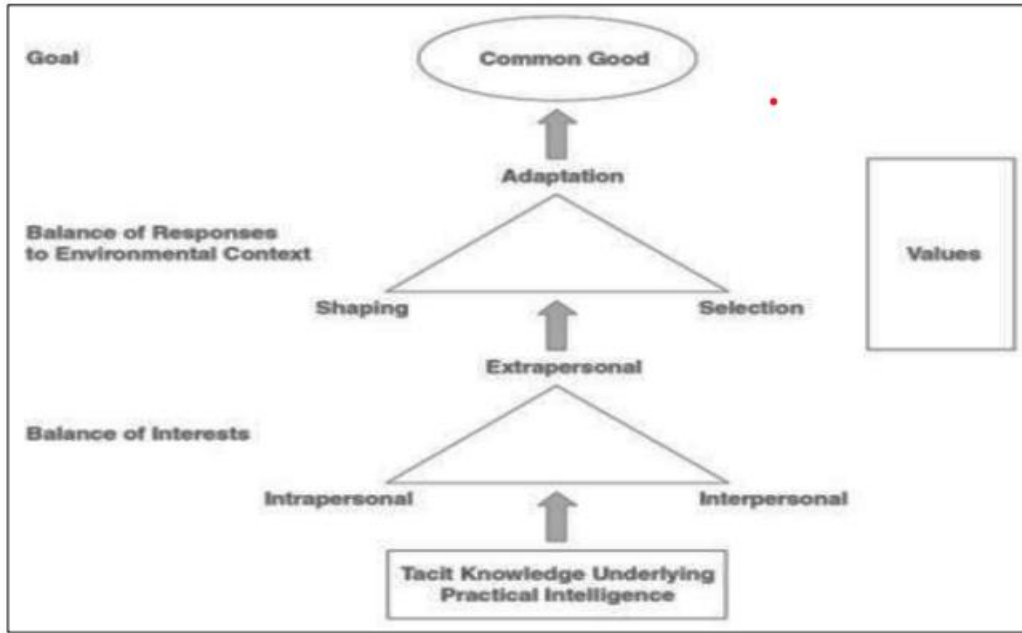 Goal
Common Good
Adaptation
Balance of Responses
to Environmental Context
Values
Shaping
Selection
Extrapersonal
Balance of Interests
Intrapersonal
Interpersonal
Tacit Knowledge Underlying
Practical Intelligence